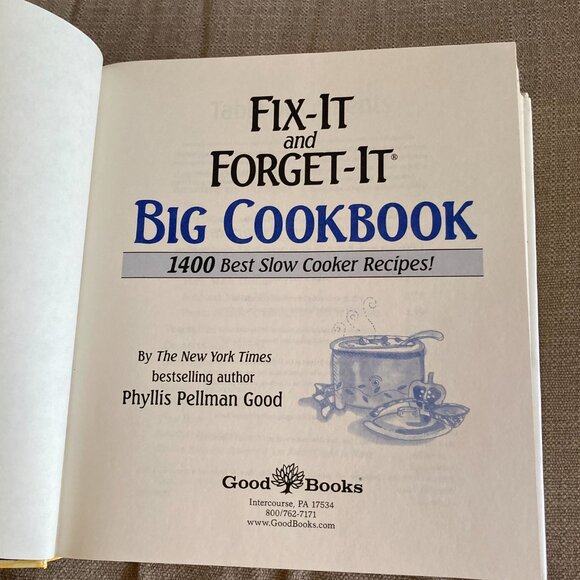 FIX-IT
and
FORGET-IT®
BIG COOKBOOK
1400 Best Slow Cooker Recipes!
By The New York Times
bestselling author
Phyllis Pellman Good
Good Books®
Intercourse, PA 17534
800/762-7171
www.GoodBooks.com